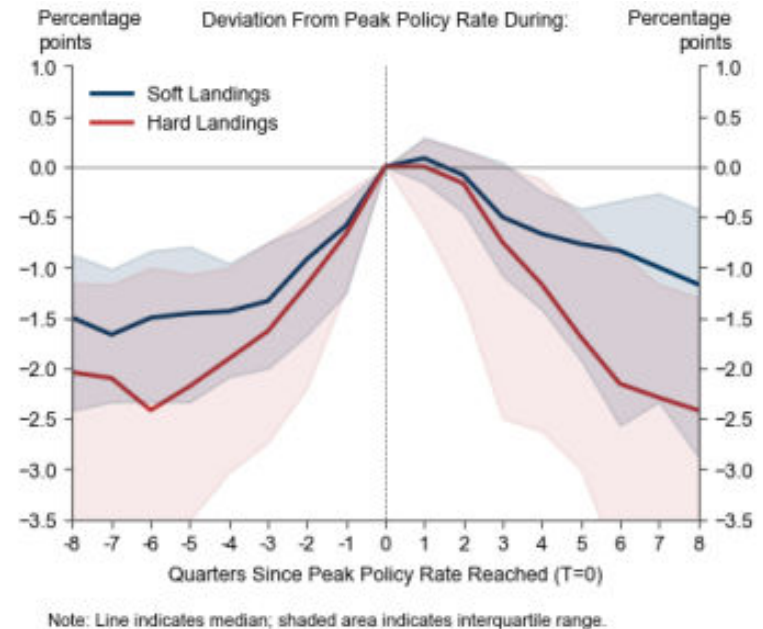 Percentage points
Deviation From Peak Policy Rate During:
Percentage points
1.0
0.5
0.0
−0.5
−1.0
−1.5
−2.0
−2.5
−3.0
−3.5
Soft Landings
Hard Landings
1.0
0.5
0.0
−0.5
−1.0
−1.5
−2.0
−2.5
−3.0
−3.5
-8 -7 -6 -5 -4 -3 -2 -1 0 1 2 3 4 5 6 7 8
Quarters Since Peak Policy Rate Reached (T=0)
Note: Line indicates median; shaded area indicates interquartile range.